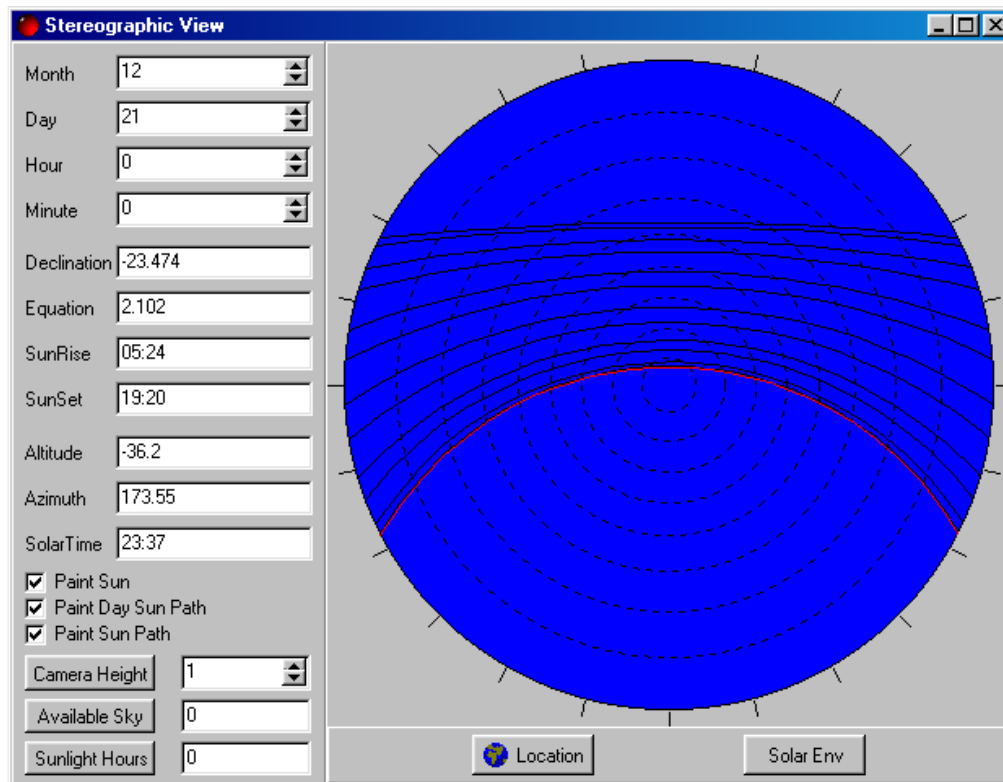 Stereographic View
Month 12
Day 21
Hour 0
Minute 0
Declination -23.474
Equation 2.102
SunRise 05:24
SunSet 19:20
Altitude -36.2
Azimuth 173.55
SolarTime 23:37
Paint Sun
Paint Day Sun Path
Paint Sun Path
Camera Height 1
Available Sky 0
Sunlight Hours 0
Location Solar Env